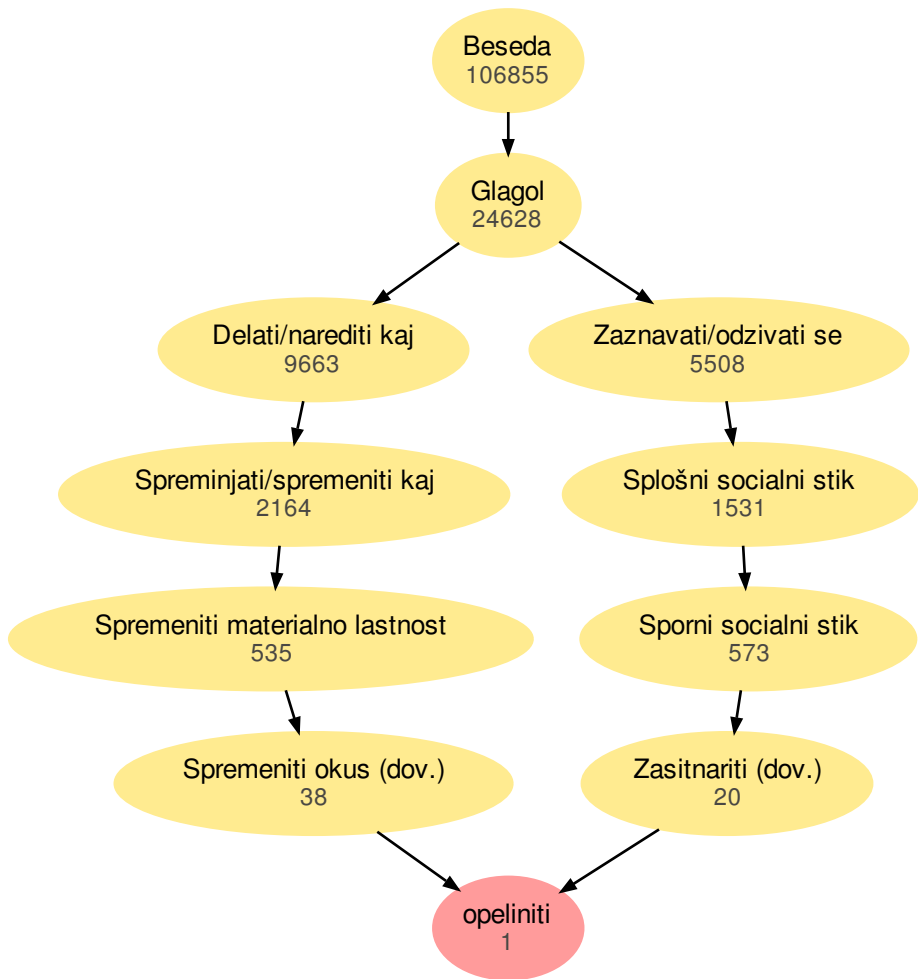 Beseda
106855
Glagol
24628
Delati/narediti kaj
9663
Zaznavati/odzivati se
5508
Spreminjati/spremeniti kaj
2164
Splošni socialni stik
1531
Spremeniti materialno lastnost
535
Sporni socialni stik
573
Spremeniti okus (dov.)
38
Zasitnariti (dov.)
20
opeliniti
1